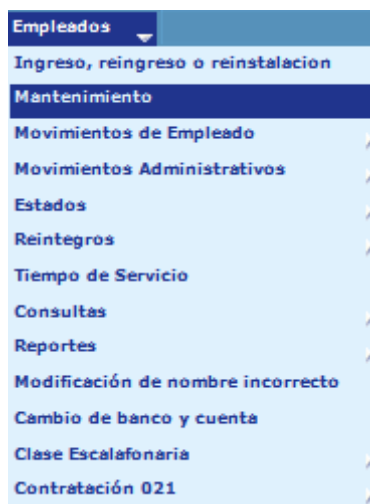 Empleados
Ingreso, reingreso o reinstalacion
Mantenimiento
Movimientos de Empleado
Movimientos Administrativos
Estados
Reintegros
Tiempo de Servicio
Consultas
Reportes
Modificación de nombre incorrecto
Cambio de banco y cuenta
Clase Escalafonaria
Contratación 021